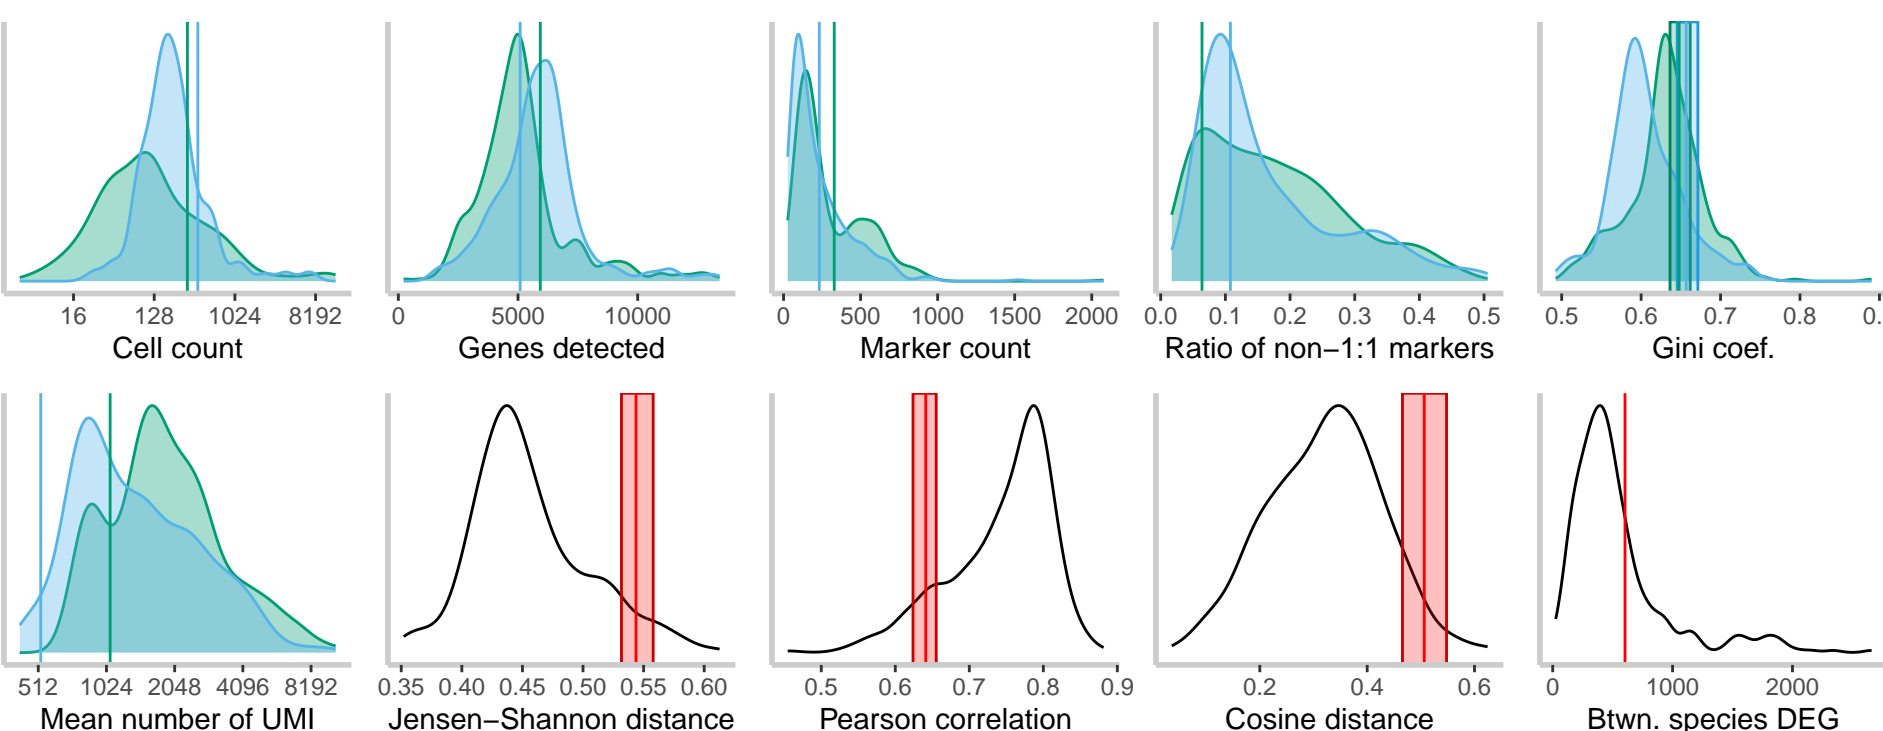 16 128 1024 8192
Cell count
0 5000 10000
Genes detected
0 500 1000 1500 2000
Marker count
0.0 0.1 0.2 0.3 0.4 0.5
Ratio of non−1:1 markers
0.5 0.6 0.7 0.8 0.
Gini coef.
512 1024 2048 4096 8192
Mean number of UMI
0.35 0.40 0.45 0.50 0.55 0.60
Jensen−Shannon distance
0.5 0.6 0.7 0.8 0.9
Pearson correlation
0.2 0.4 0.6
Cosine distance
0 1000 2000
Btwn. species DEG